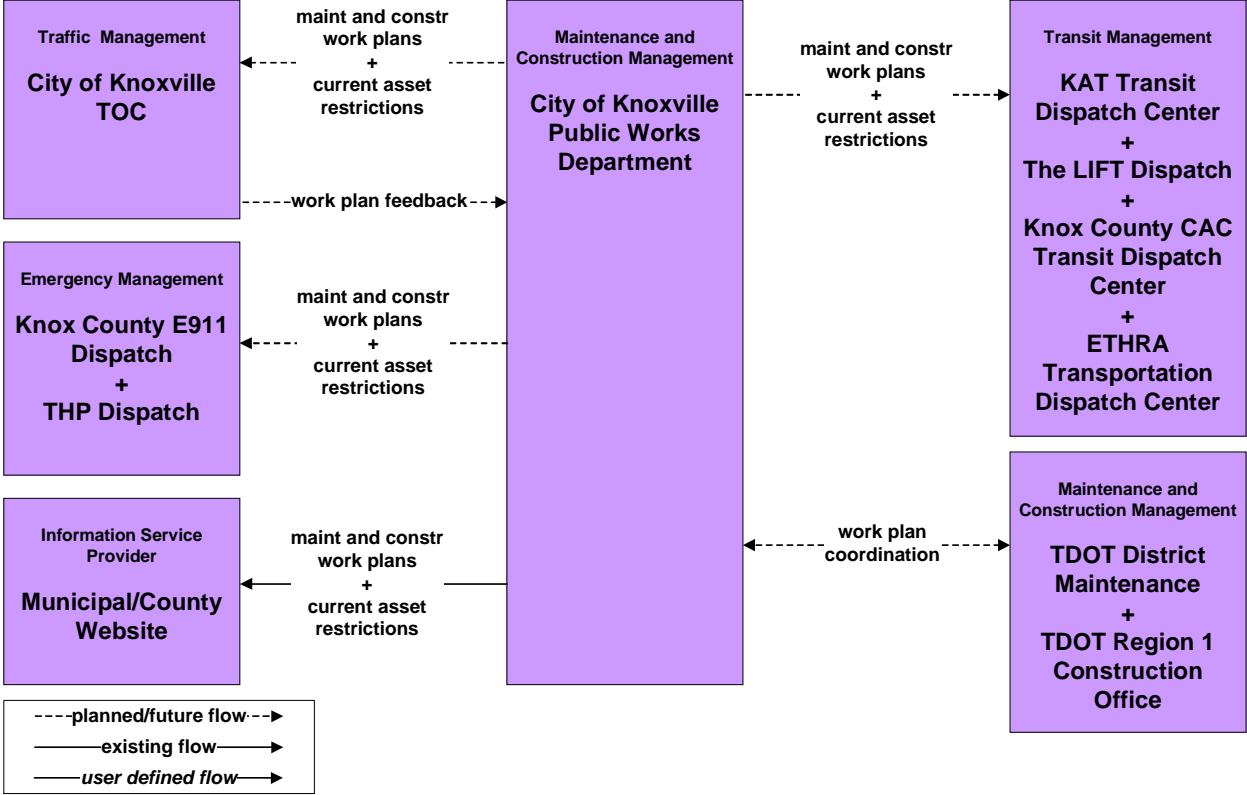 Traffic Management
City of Knoxville
TOC
maint and constr
work plans
+
current asset
restrictions
work plan feedback
Maintenance and
Construction Management
City of Knoxville
Public Works
Department
maint and constr
work plans
+
current asset
restrictions
Transit Management
KAT Transit
Dispatch Center
+
The LIFT Dispatch
+
Knox County CAC
Transit Dispatch
Center
+
ETHRA
Transportation
Dispatch Center
Emergency Management
Knox County E911
Dispatch
+
THP Dispatch
maint and constr
work plans
+
current asset
restrictions
Information Service
Provider
Municipal/County
Website
maint and constr
work plans
+
current asset
restrictions
work plan
coordination
Maintenance and
Construction Management
TDOT District
Maintenance
+
TDOT Region 1
Construction
Office
planned/future flow
existing flow
user defined flow